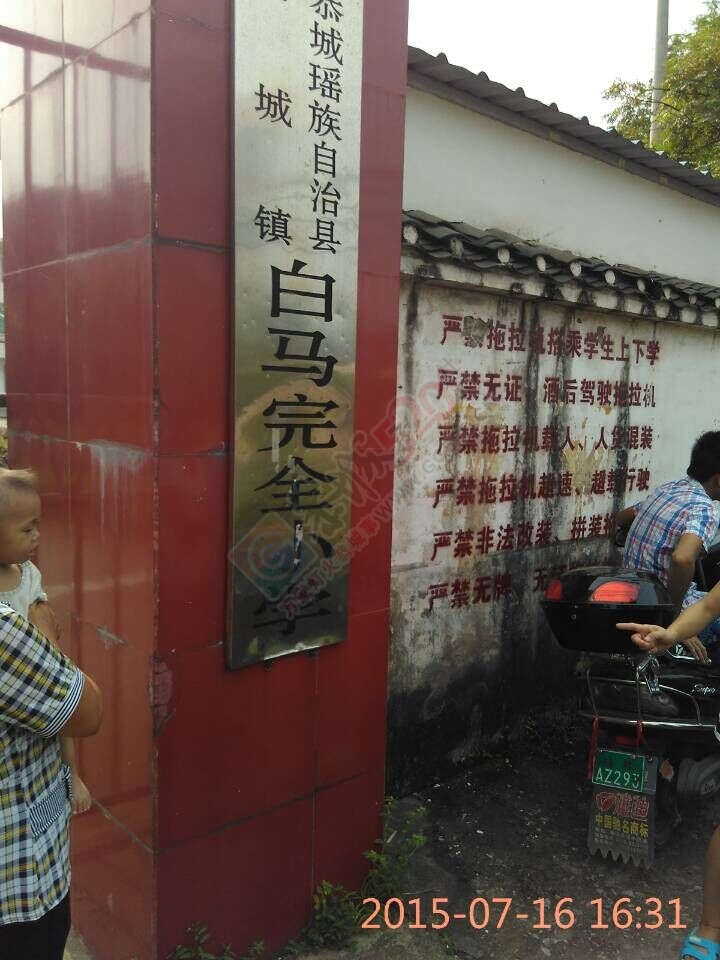 恭城瑶族自治县
城镇
白马完全小学
严禁拖拉机搭乘学生上下学
严禁无证、酒后驾驶拖拉机
严禁拖拉机载人、人货混装
严禁拖拉机超速、超载行驶
严禁非法改装、拼装
严禁无牌、无
AZ293
雅迪
中国驰名商标
2015-07-16 16:31